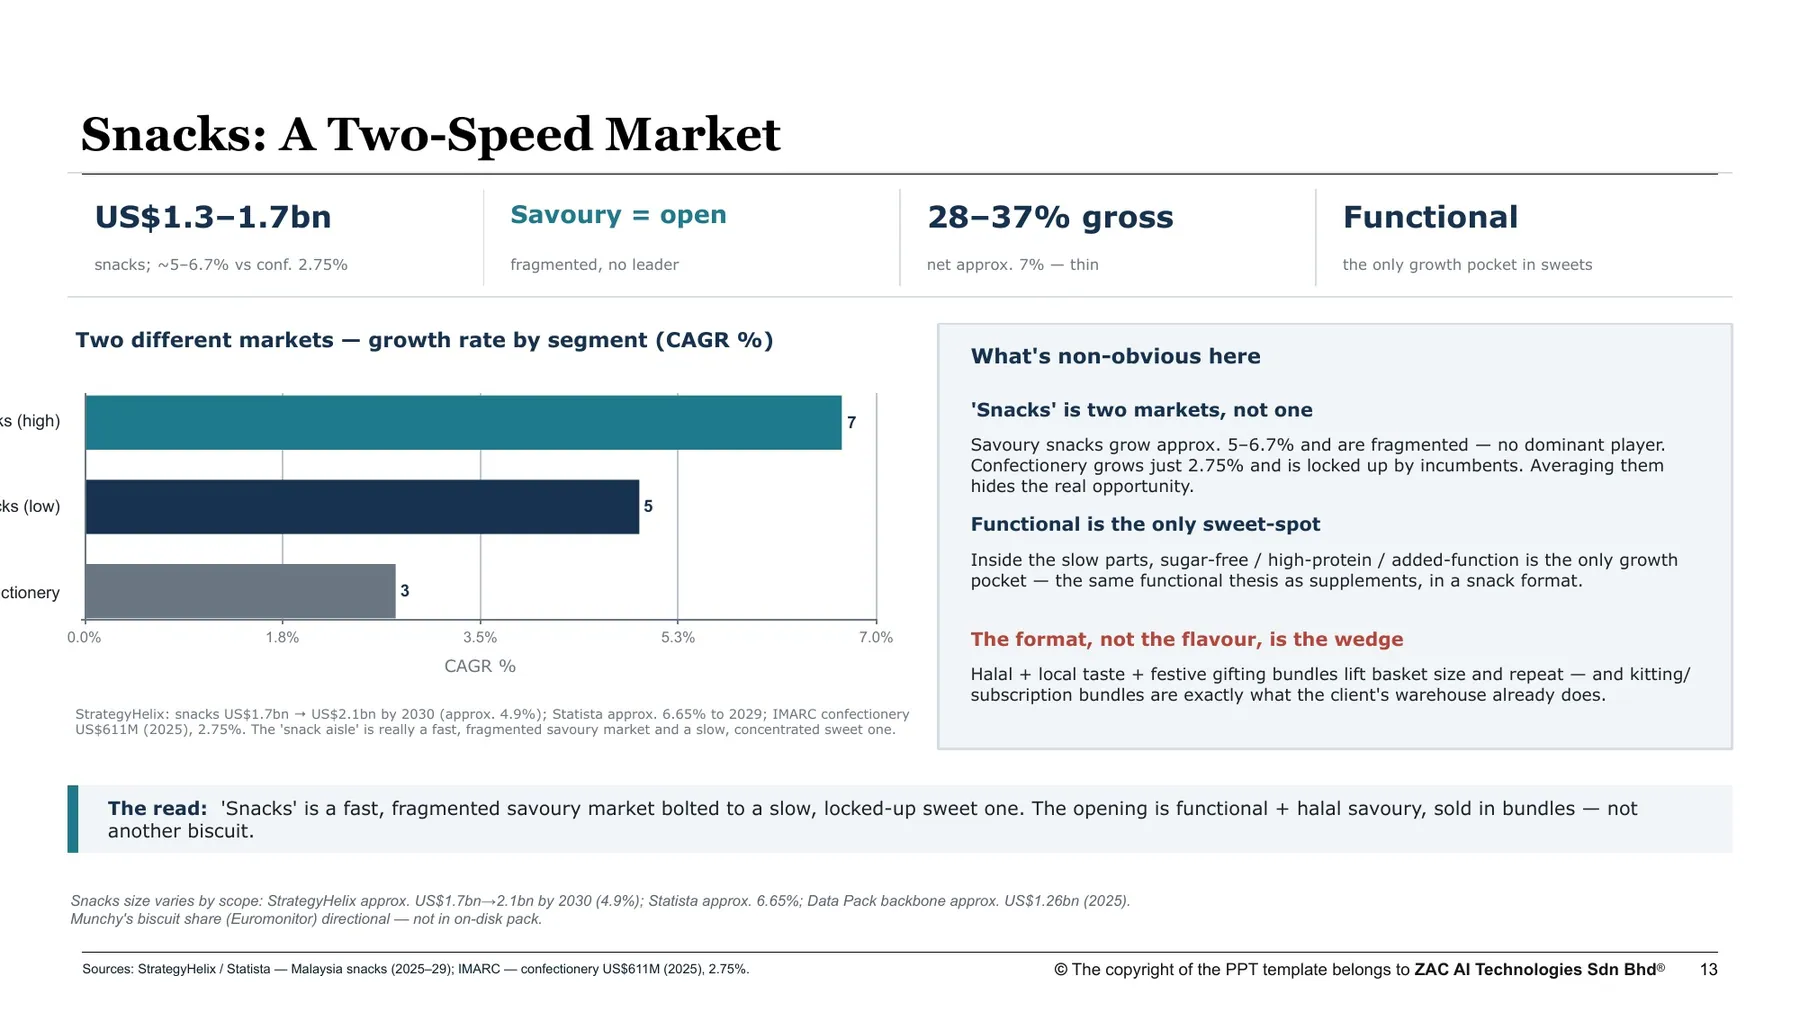 Snacks: A Two-Speed Market
US$1.3–1.7bn
snacks; ~5–6.7% vs conf. 2.75%
Savoury = open
fragmented, no leader
28–37% gross
net approx. 7% — thin
Functional
the only growth pocket in sweets
Two different markets — growth rate by segment (CAGR %)
ks (high)
7
ks (low)
5
ctionery
3
0.0%
1.8%
3.5%
5.3%
7.0%
CAGR %
StrategyHelix: snacks US$1.7bn → US$2.1bn by 2030 (approx. 4.9%); Statista approx. 6.65% to 2029; IMARC confectionery
US$611M (2025), 2.75%. The 'snack aisle' is really a fast, fragmented savoury market and a slow, concentrated sweet one.
What's non-obvious here
'Snacks' is two markets, not one
Savoury snacks grow approx. 5–6.7% and are fragmented — no dominant player.
Confectionery grows just 2.75% and is locked up by incumbents. Averaging them
hides the real opportunity.
Functional is the only sweet-spot
Inside the slow parts, sugar-free / high-protein / added-function is the only growth
pocket — the same functional thesis as supplements, in a snack format.
The format, not the flavour, is the wedge
Halal + local taste + festive gifting bundles lift basket size and repeat — and kitting/
subscription bundles are exactly what the client's warehouse already does.
The read: 'Snacks' is a fast, fragmented savoury market bolted to a slow, locked-up sweet one. The opening is functional + halal savoury, sold in bundles — not
another biscuit.
Snacks size varies by scope: StrategyHelix approx. US$1.7bn→2.1bn by 2030 (4.9%); Statista approx. 6.65%; Data Pack backbone approx. US$1.26bn (2025).
Munchy's biscuit share (Euromonitor) directional — not in on-disk pack.
Sources: StrategyHelix / Statista — Malaysia snacks (2025–29); IMARC — confectionery US$611M (2025), 2.75%.
© The copyright of the PPT template belongs to ZAC AI Technologies Sdn Bhd®
13